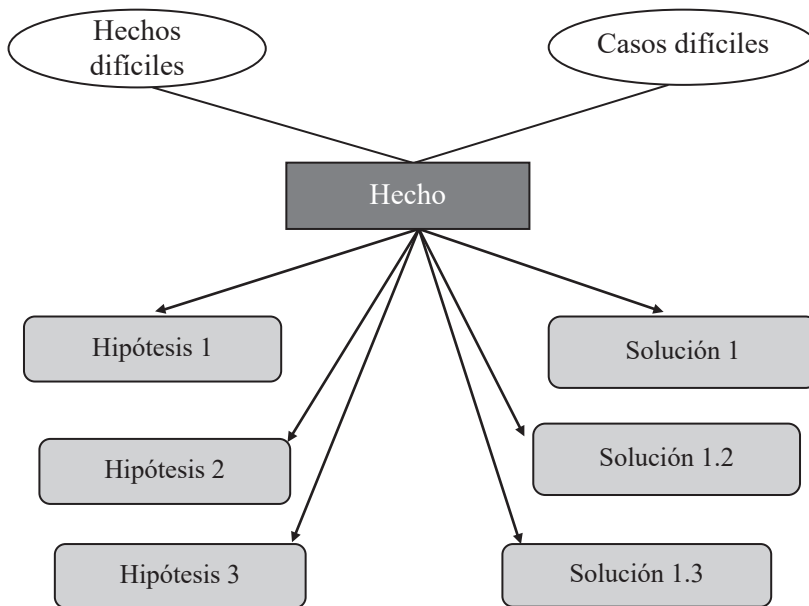 Hechos
difíciles
Casos difíciles
Hecho
Hipótesis 1
Solución 1
Hipótesis 2
Solución 1.2
Hipótesis 3
Solución 1.3